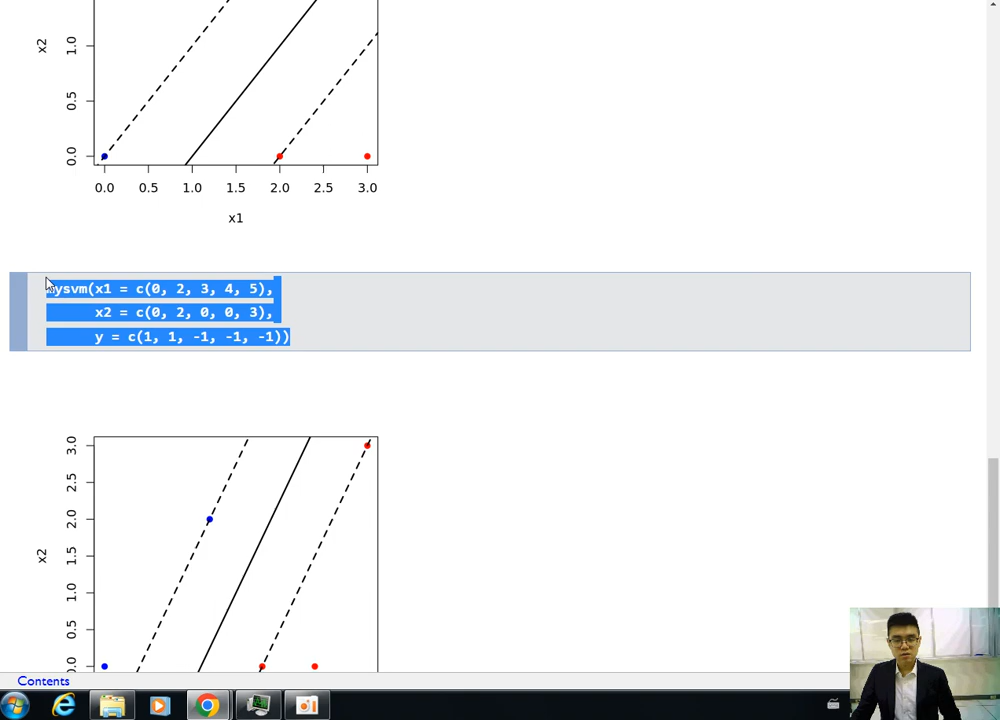 x2
1.0
0.5
0.0
0.0 0.5 1.0 1.5 2.0 2.5 3.0
x1
mysvm(x1 = c(0, 2, 3, 4, 5),
x2 = c(0, 2, 0, 0, 3),
y = c(1, 1, -1, -1, -1))
x2
3.0
2.5
2.0
1.5
1.0
0.5
0.0
Contents